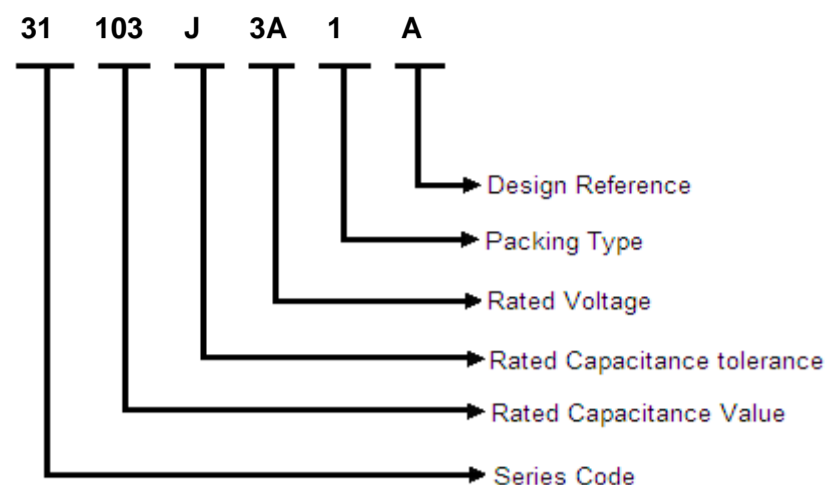 31 103 J 3A 1 A
Design Reference
Packing Type
Rated Voltage
Rated Capacitance tolerance
Rated Capacitance Value
Series Code